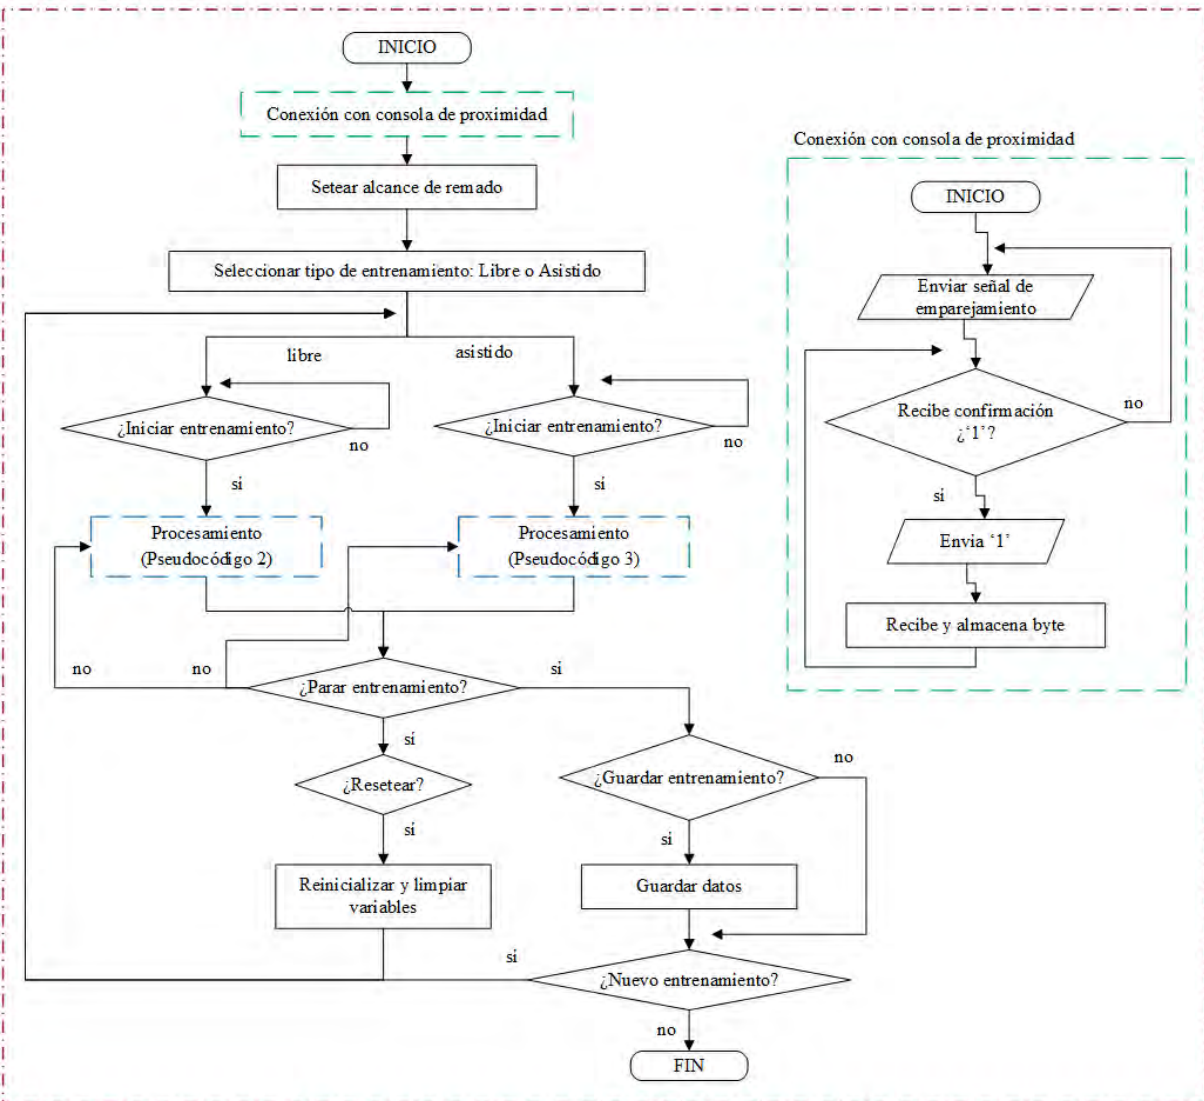 INICIO
Conexión con consola de proximidad
Setear alcance de remado
Seleccionar tipo de entrenamiento: Libre o Asistido
libre
asistido
¿Iniciar entrenamiento?
no
¿Iniciar entrenamiento?
no
si
si
Procesamiento
(Pseudocódigo 2)
Procesamiento
(Pseudocódigo 3)
no
no
¿Parar entrenamiento?
si
si
¿Resetear?
si
Reinicializar y limpiar
variables
¿Guardar entrenamiento?
no
si
Guardar datos
si
¿Nuevo entrenamiento?
no
FIN
Conexión con consola de proximidad
INICIO
Enviar señal de
emparejamiento
Recibe confirmación
¿‘1’?
no
si
Envia ‘1’
Recibe y almacena byte